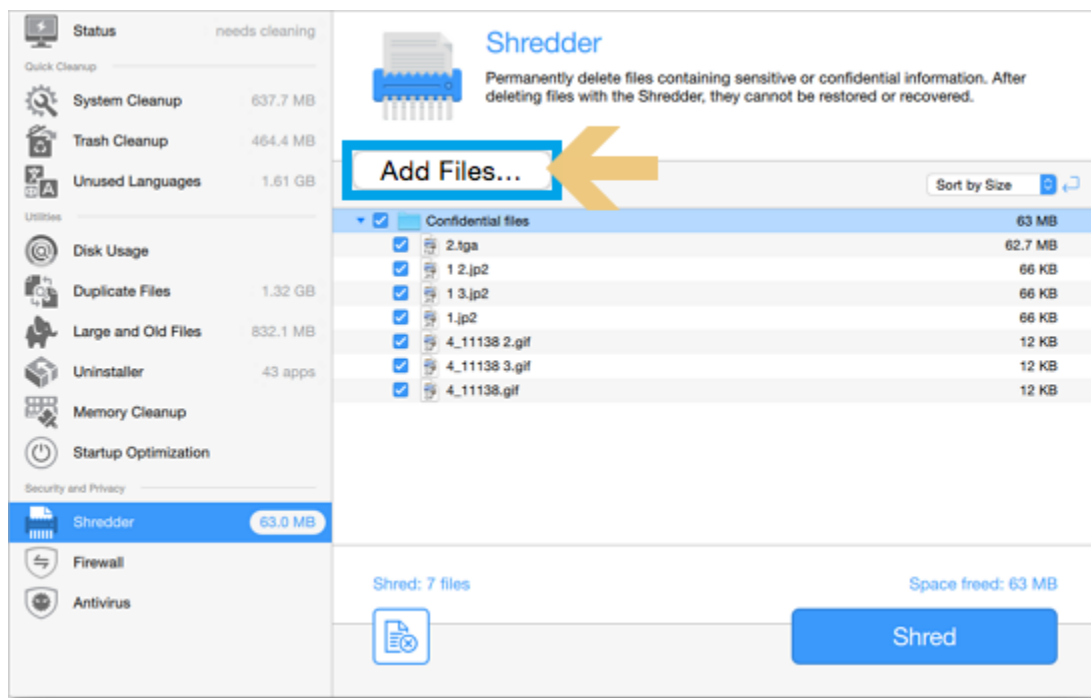 Status needs cleaning
Quick Cleanup
System Cleanup 637.7 MB
Trash Cleanup 464.4 MB
Unused Languages 1.61 GB
Utilities
Disk Usage
Duplicate Files 1.32 GB
Large and Old Files 832.1 MB
Uninstaller 43 apps
Memory Cleanup
Startup Optimization
Security and Privacy
Shredder 63.0 MB
Firewall
Antivirus
Shredder
Permanently delete files containing sensitive or confidential information. After
deleting files with the Shredder, they cannot be restored or recovered.
Add Files...
Sort by Size
Confidential files 63 MB
2.tga 62.7 MB
1 2.jp2 66 KB
1 3.jp2 66 KB
1.jp2 66 KB
4_11138 2.gif 12 KB
4_11138 3.gif 12 KB
4_11138.gif 12 KB
Shred: 7 files Space freed: 63 MB
Shred